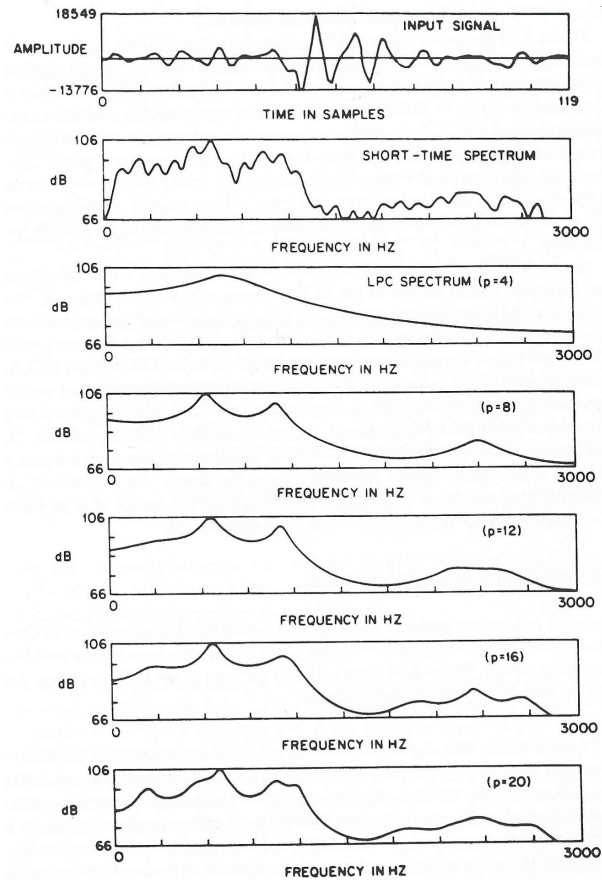 18549
INPUT SIGNAL
AMPLITUDE
-13776
0
119
TIME IN SAMPLES
106
SHORT-TIME SPECTRUM
dB
66
0
3000
FREQUENCY IN HZ
106
LPC SPECTRUM (p=4)
dB
66
0
3000
FREQUENCY IN HZ
106
(p=8)
dB
66
0
3000
FREQUENCY IN HZ
106
(p=12)
dB
66
0
3000
FREQUENCY IN HZ
106
(p=16)
dB
66
0
3000
FREQUENCY IN HZ
106
(p=20)
dB
66
0
3000
FREQUENCY IN HZ